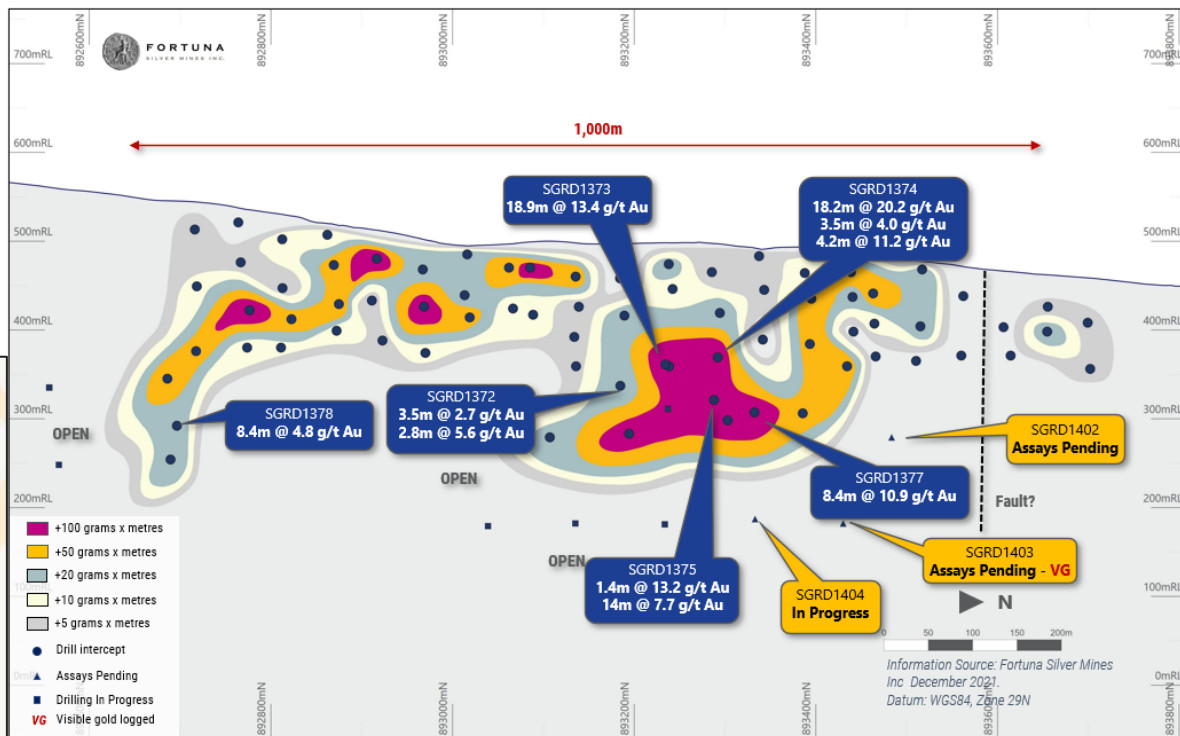 892600mN
892800mN
893000mN
893200mN
893400mN
893600mN
893800mN
700mRL
700mRL
FORTUNA
SILVER MINES INC.
1,000m
600mRL
600mRL
SGRD1373
18.9m @ 13.4 g/t Au
SGRD1374
18.2m @ 20.2 g/t Au
3.5m @ 4.0 g/t Au
4.2m @ 11.2 g/t Au
500mRL
500mRL
400mRL
400mRL
SGRD1372
3.5m @ 2.7 g/t Au
2.8m @ 5.6 g/t Au
SGRD1378
8.4m @ 4.8 g/t Au
300mRL
300mRL
OPEN
SGRD1402
Assays Pending
OPEN
SGRD1377
8.4m @ 10.9 g/t Au
200mRL
200mRL
Fault?
OPEN
SGRD1375
1.4m @ 13.2 g/t Au
14m @ 7.7 g/t Au
SGRD1403
Assays Pending - VG
SGRD1404
In Progress
N
100mRL
100mRL
+100 grams x metres
+50 grams x metres
+20 grams x metres
+10 grams x metres
+5 grams x metres
Drill intercept
Assays Pending
Drilling In Progress
VG Visible gold logged
0 50 100 150 200m
Information Source: Fortuna Silver Mines
Inc December 2021.
Datum: WGS84, Zone 29N
0mRL
0mRL
892600mN
892800mN
893000mN
893200mN
893400mN
893600mN
893800mN